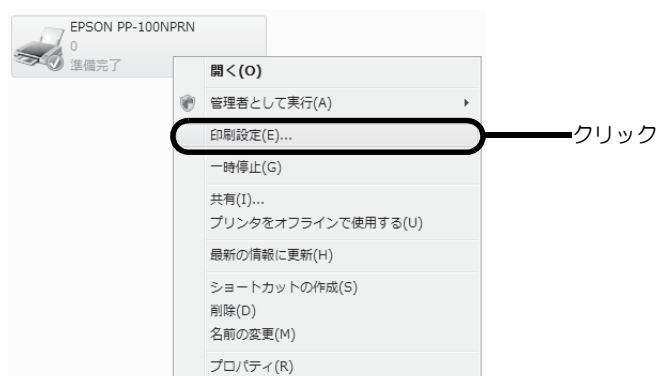 EPSON PP-100NPRN
0
準備完了
開く(O)
管理者として実行(A)
印刷設定(E)...
クリック
一時停止(G)
共有(I)...
プリンタをオフラインで使用する(U)
最新の情報に更新(H)
ショートカットの作成(S)
削除(D)
名前の変更(M)
プロパティ(R)